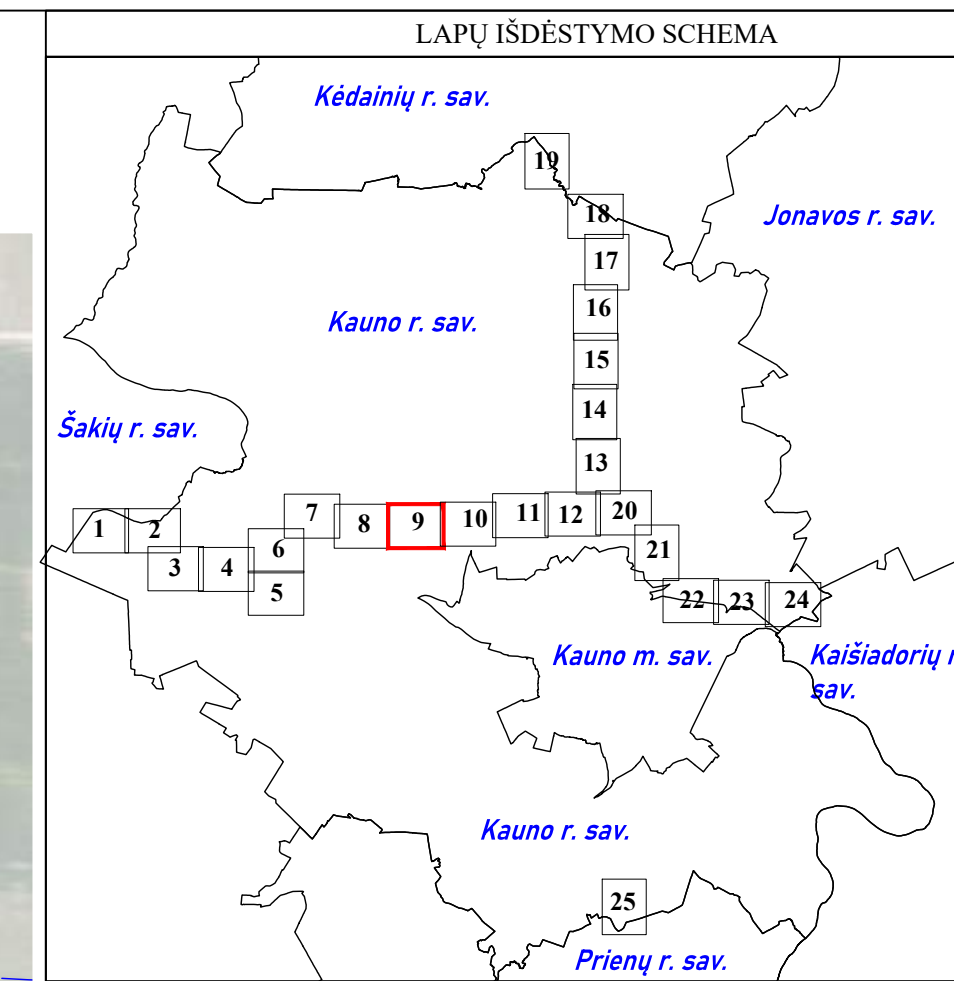 LAPŲ IŠDĖSTYMO SCHEMA
Kėdainių r. sav.
19
18
Jonavos r. sav.
17
16
Kauno r. sav.
15
14
Šakių r. sav.
13
7
8
9
10
11
12
20
1
2
6
21
3
4
5
22
23
24
Kauno m. sav.
Kaišiadorių
sav.
Kauno r. sav.
25
Prienų r. sav.